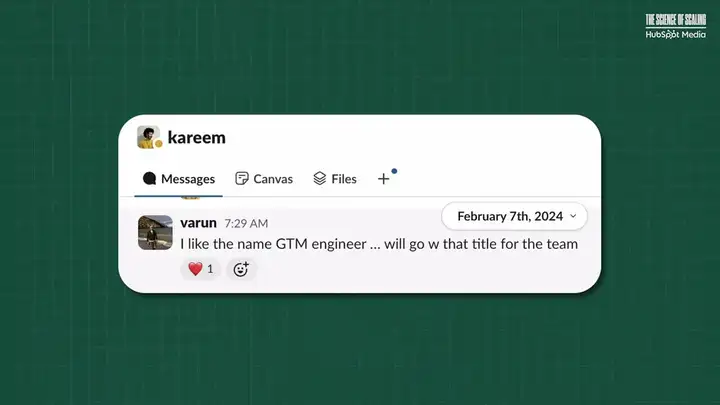 THE SCIENCE OF SCALING
HubSpot Media
kareem
Messages Canvas Files +
February 7th, 2024
varun 7:29 AM
I like the name GTM engineer ... will go w that title for the team
1